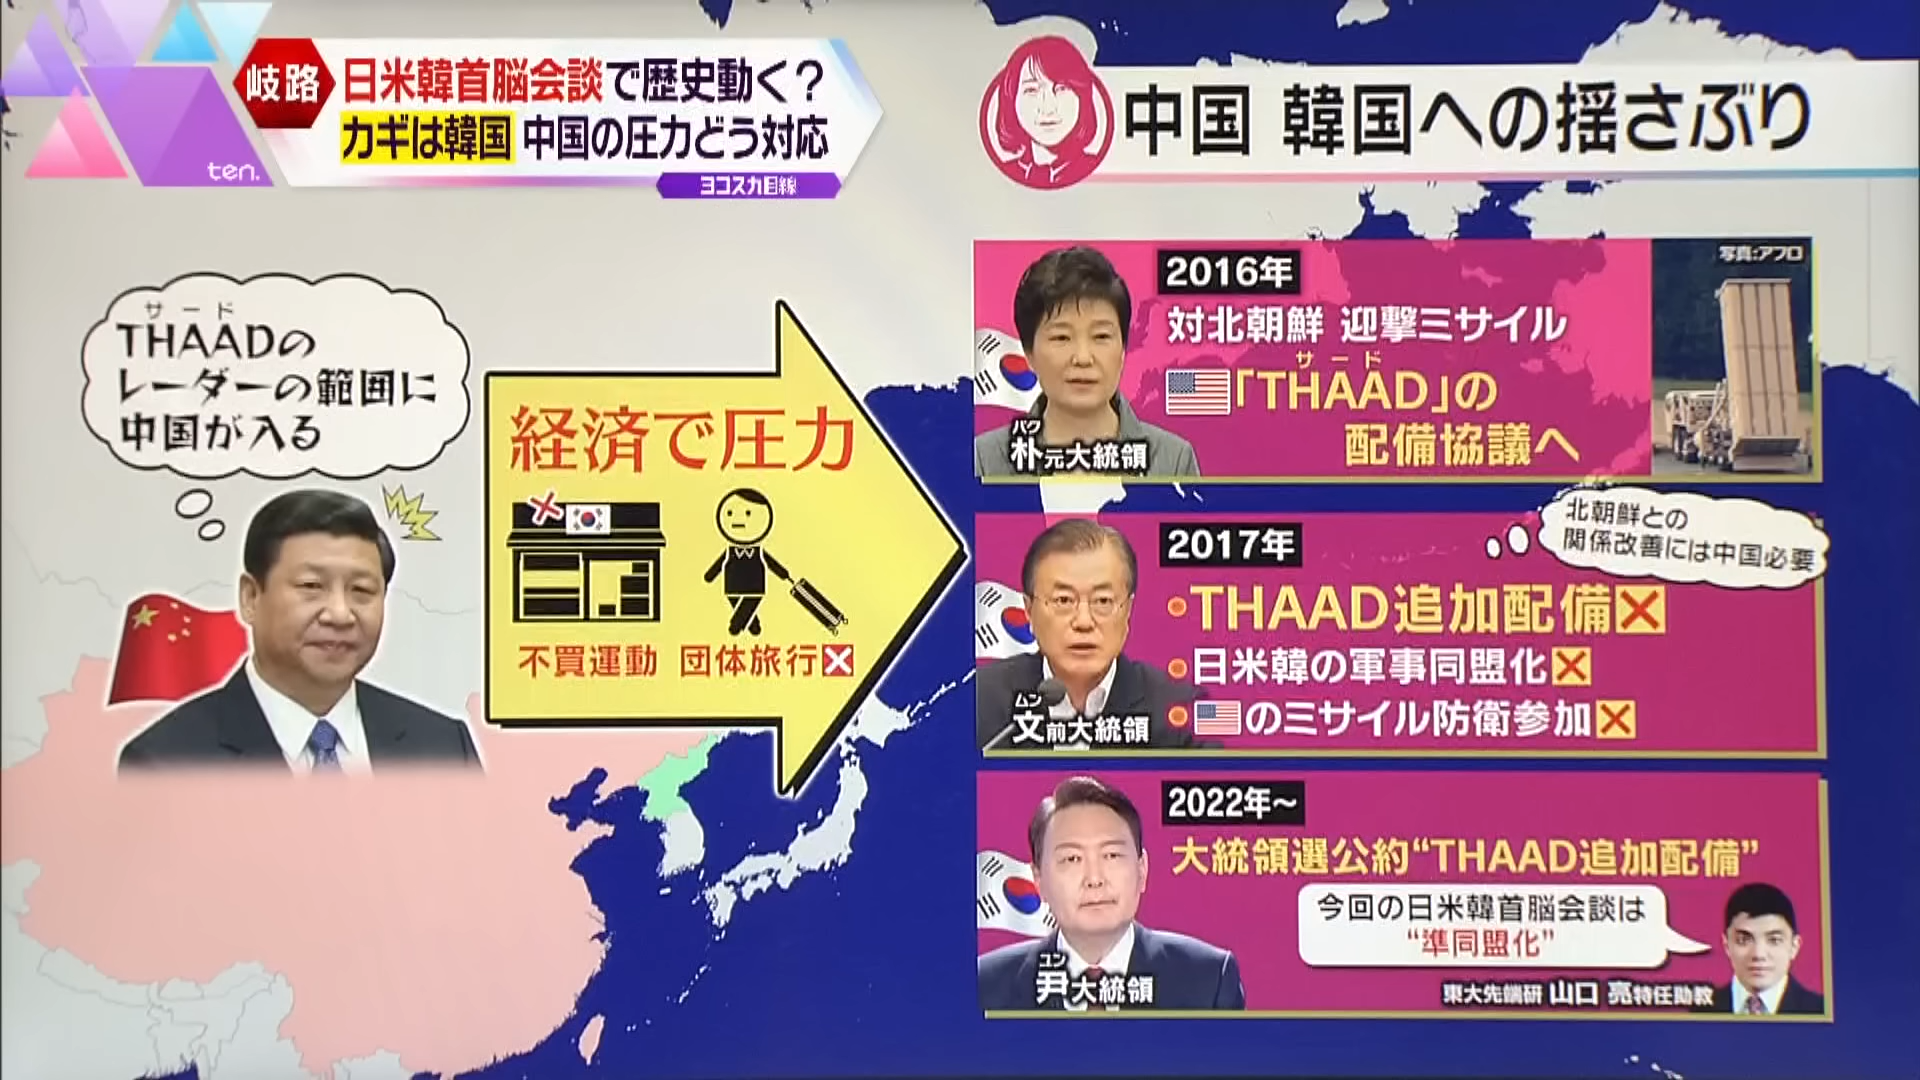 岐路
日米韓首脳会談で歴史動く?
カギは韓国 中国の圧力どう対応
ten.
ヨコスカ目線
中国 韓国への揺さぶり
サード
THAADの
レーダーの範囲に
中国が入る
経済で圧力
不買運動 団体旅行
2016年
写真:アフロ
対北朝鮮 迎撃ミサイル
サード
「THAAD」の
配備協議へ
パク
朴元大統領
2017年
北朝鮮との
関係改善には中国必要
・THAAD追加配備
・日米韓の軍事同盟化
・のミサイル防衛参加
ムン
文前大統領
2022年~
大統領選公約“THAAD追加配備”
今回の日米韓首脳会談は
“準同盟化”
ユン
尹大統領
東大先端研 山口 亮特任助教